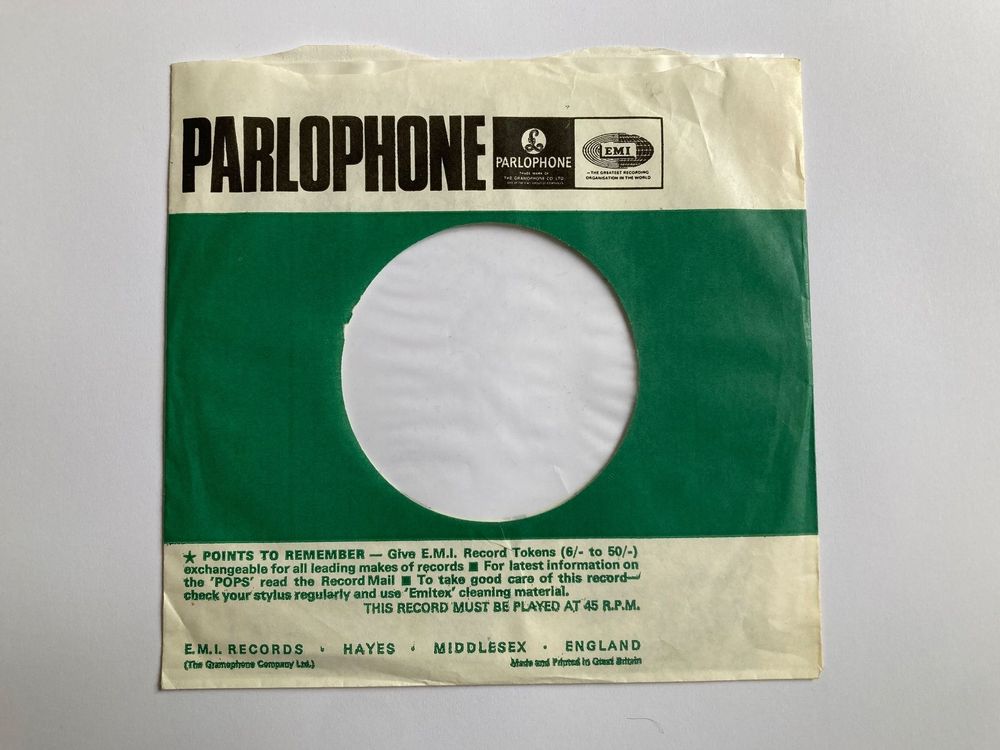 PARLOPHONE
£
PARLOPHONE
TRADE MARK OF
THE GRAMOPHONE CO. LTD.
EMI
THE GREATEST RECORDING
ORGANISATION IN THE WORLD
★ POINTS TO REMEMBER — Give E.M.I. Record Tokens (6/- to 50/-)
exchangeable for all leading makes of records ■ For latest information on
the 'POPS' read the Record Mail ■ To take good care of this record—
check your stylus regularly and use 'Emitex' cleaning material.
THIS RECORD MUST BE PLAYED AT 45 R.P.M.
E.M.I. RECORDS · HAYES · MIDDLESEX · ENGLAND
(The Gramophone Company Ltd.)
Made and Printed in Great Britain